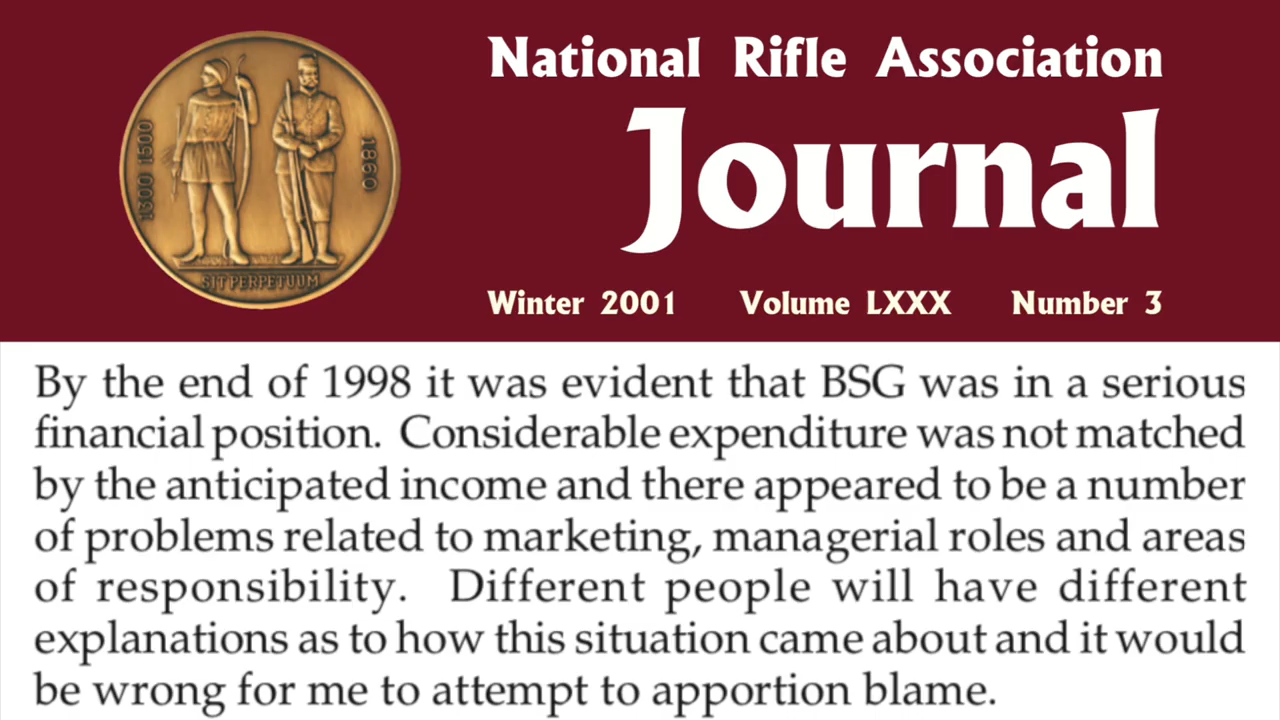 National Rifle Association
Journal
1300 1500
1860
SIT PERPETUUM
Winter 2001 Volume LXXX Number 3
By the end of 1998 it was evident that BSG was in a serious
financial position. Considerable expenditure was not matched
by the anticipated income and there appeared to be a number
of problems related to marketing, managerial roles and areas
of responsibility. Different people will have different
explanations as to how this situation came about and it would
be wrong for me to attempt to apportion blame.